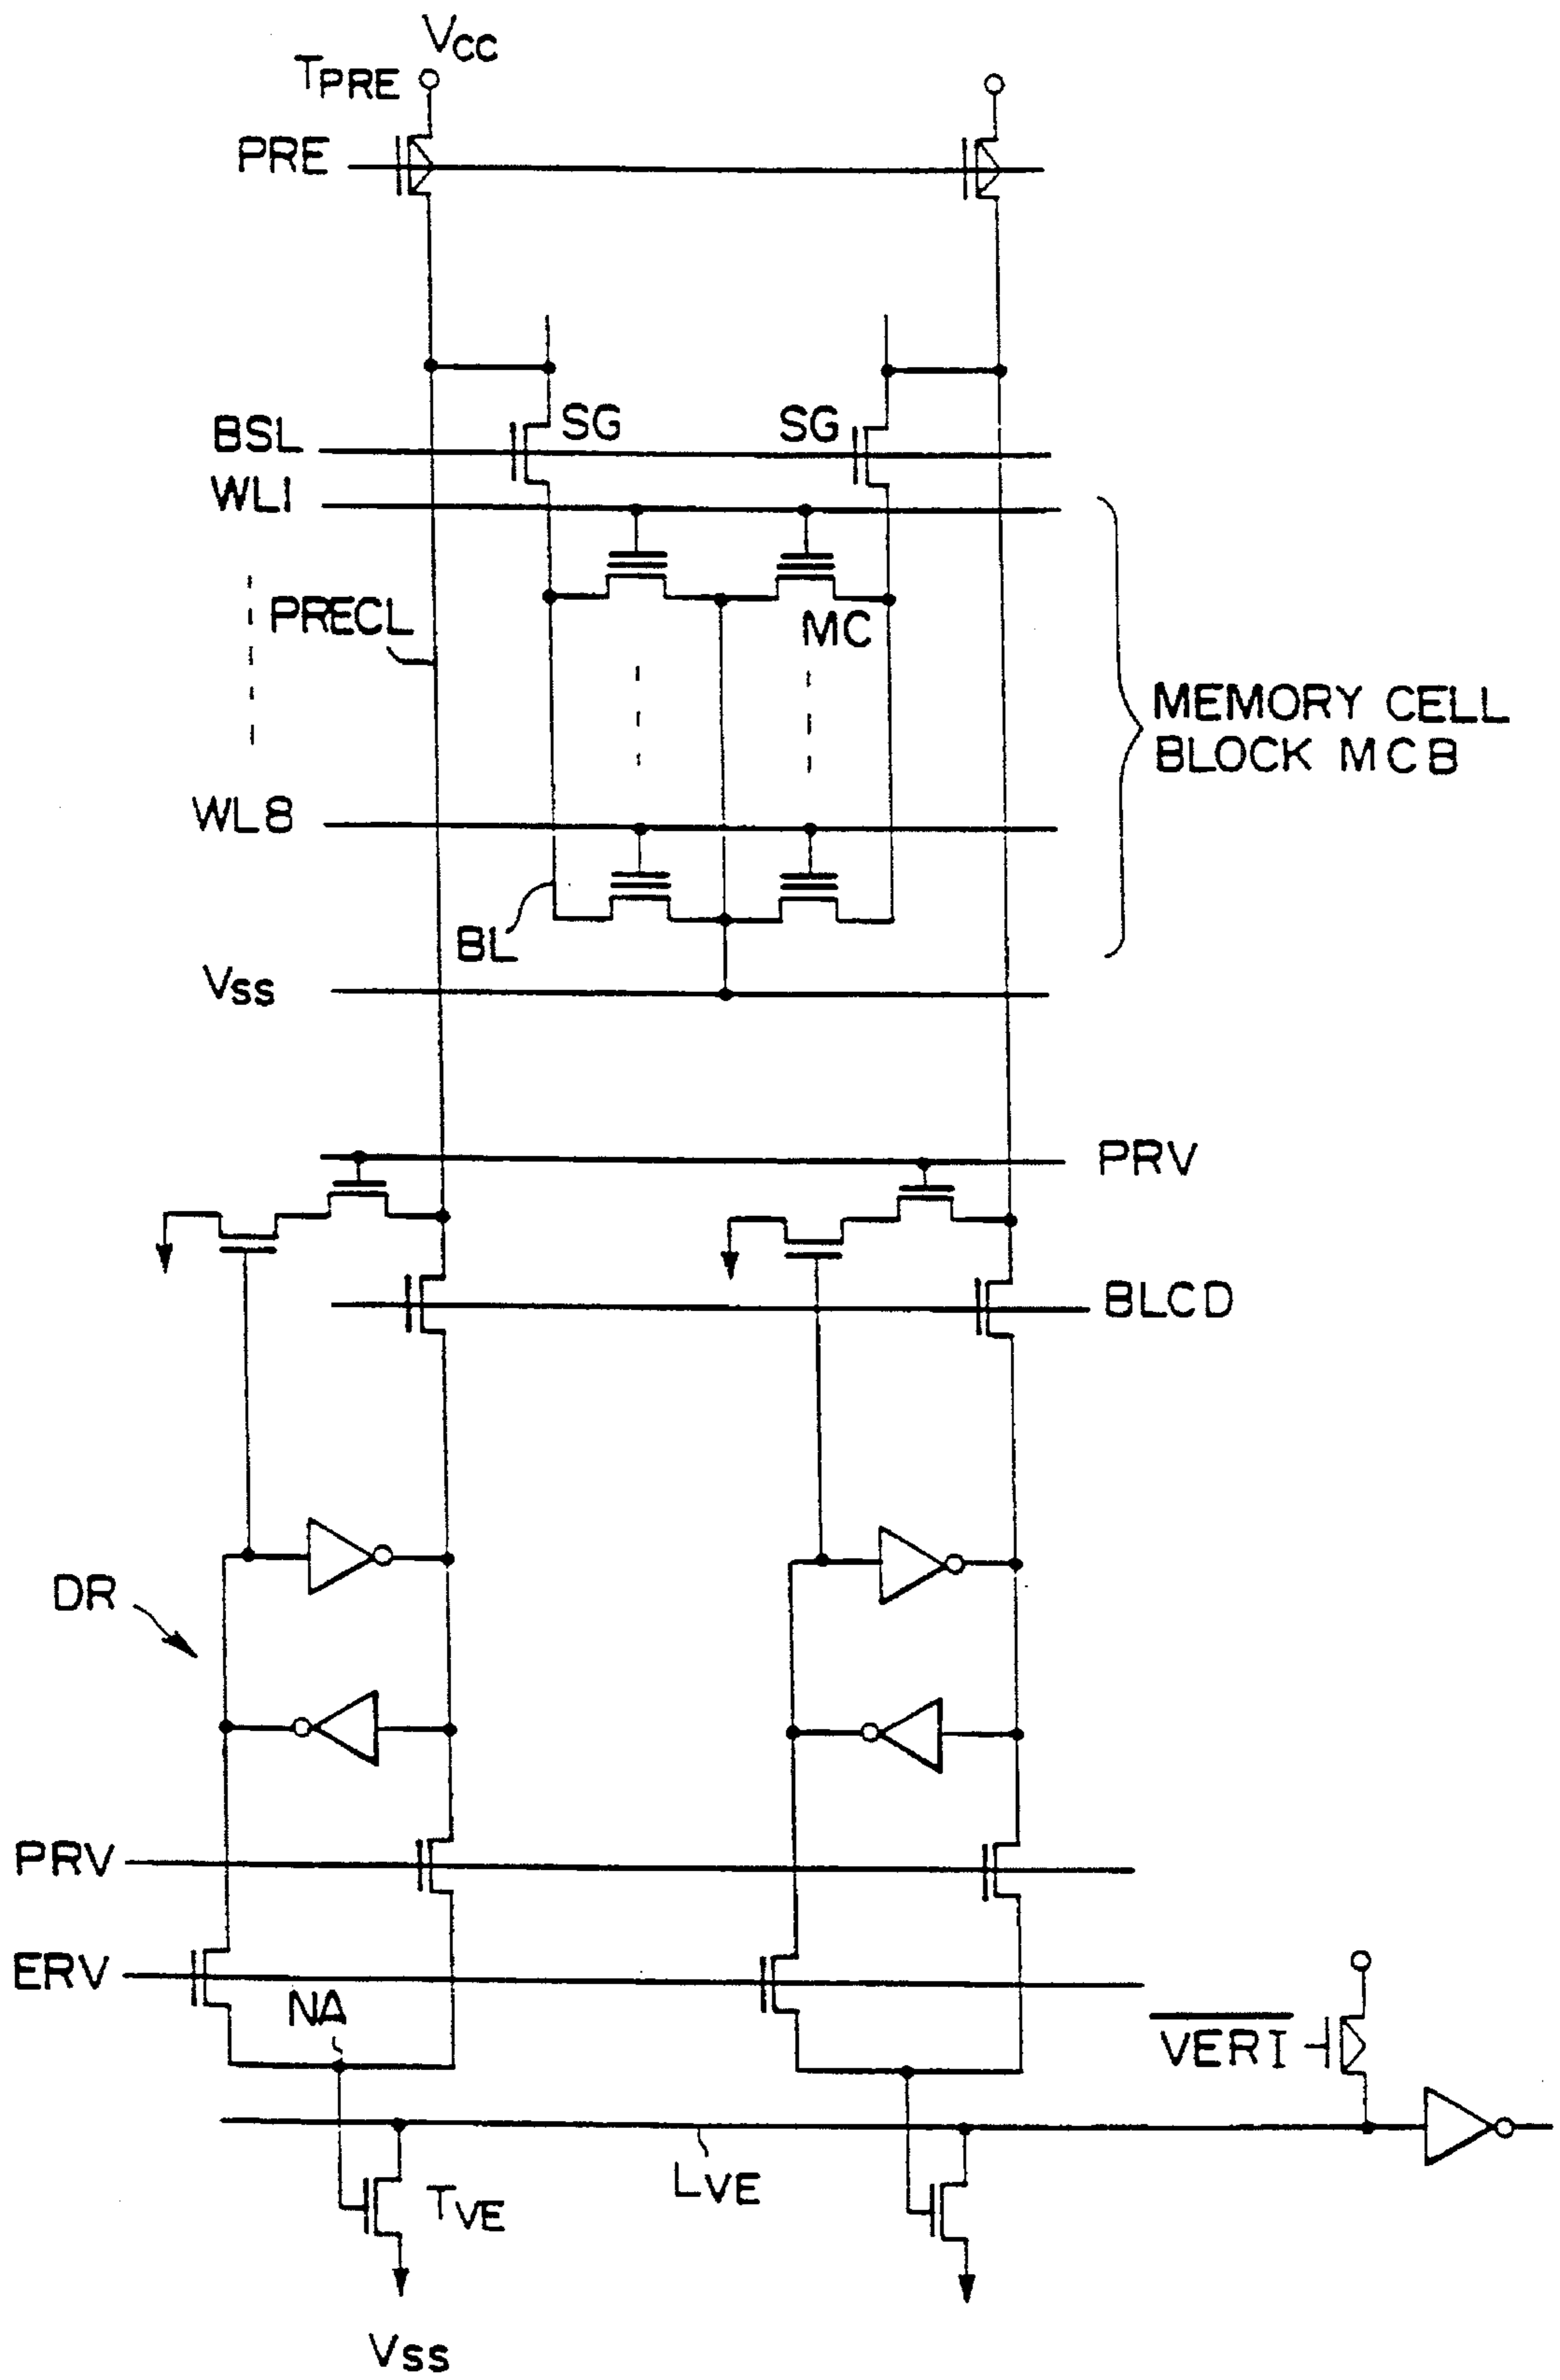 VCC
TPRE
PRE
SG SG
BSL
WL1
PRECL
MC
MEMORY CELL
BLOCK MCB
WL8
BL
VSS
PRV
BLCD
DR
PRV
ERV
NA
VERI
LVE
TVE
VSS